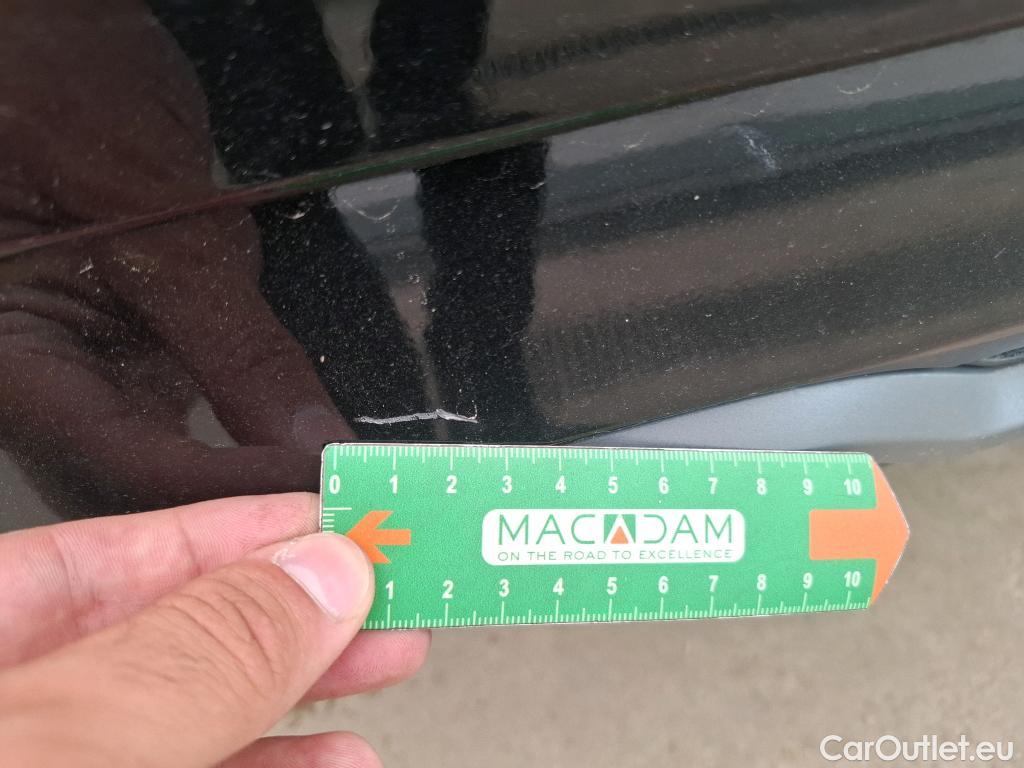 0 1 2 3 4 5 6 7 8 9 10
MACADAM
ON THE ROAD TO EXCELLENCE
1 2 3 4 5 6 7 8 9 10
CarOutlet.eu